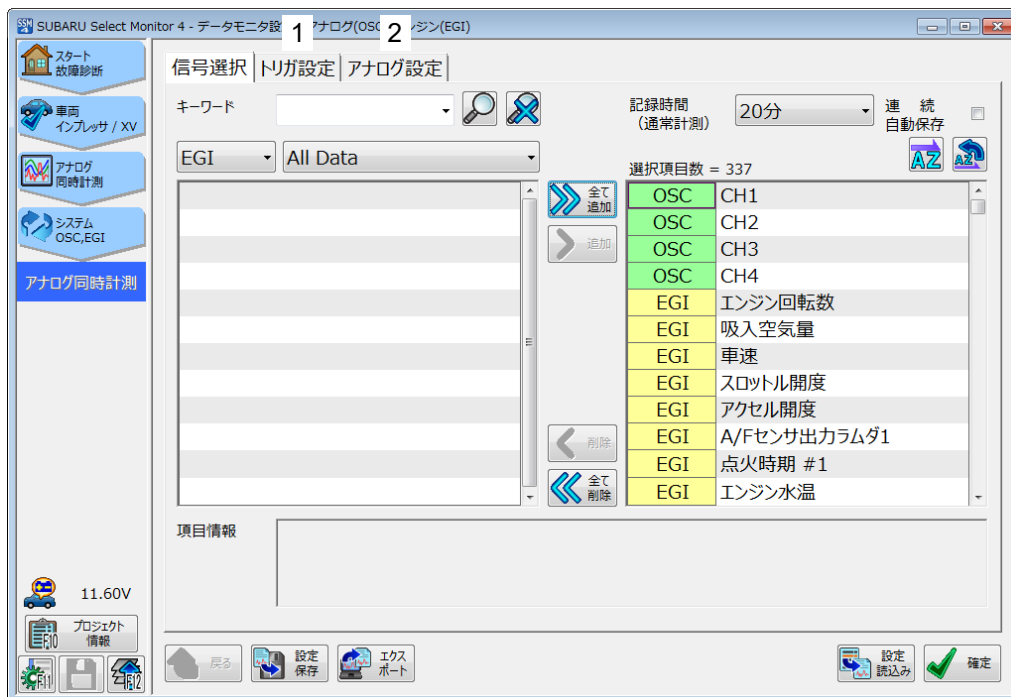 SUBARU Select Monitor 4 - データモニタ設 アナログ(OSC ンジン(EGI)
1
2
スタート
故障診断
車両
インプレッサ / XV
アナログ
同時計測
システム
OSC,EGI
アナログ同時計測
11.60V
プロジェクト
情報
F10
F11
F12
信号選択
トリガ設定
アナログ設定
キーワード
記録時間
(通常計測)
20分
連 続
自動保存
EGI
All Data
選択項目数 = 337
AZ
AZ
全て
追加
追加
削除
全て
削除
OSC CH1
OSC CH2
OSC CH3
OSC CH4
EGI エンジン回転数
EGI 吸入空気量
EGI 車速
EGI スロットル開度
EGI アクセル開度
EGI A/Fセンサ出力ラムダ1
EGI 点火時期 #1
EGI エンジン水温
項目情報
戻る
設定
保存
エクス
ポート
設定
読込み
確定